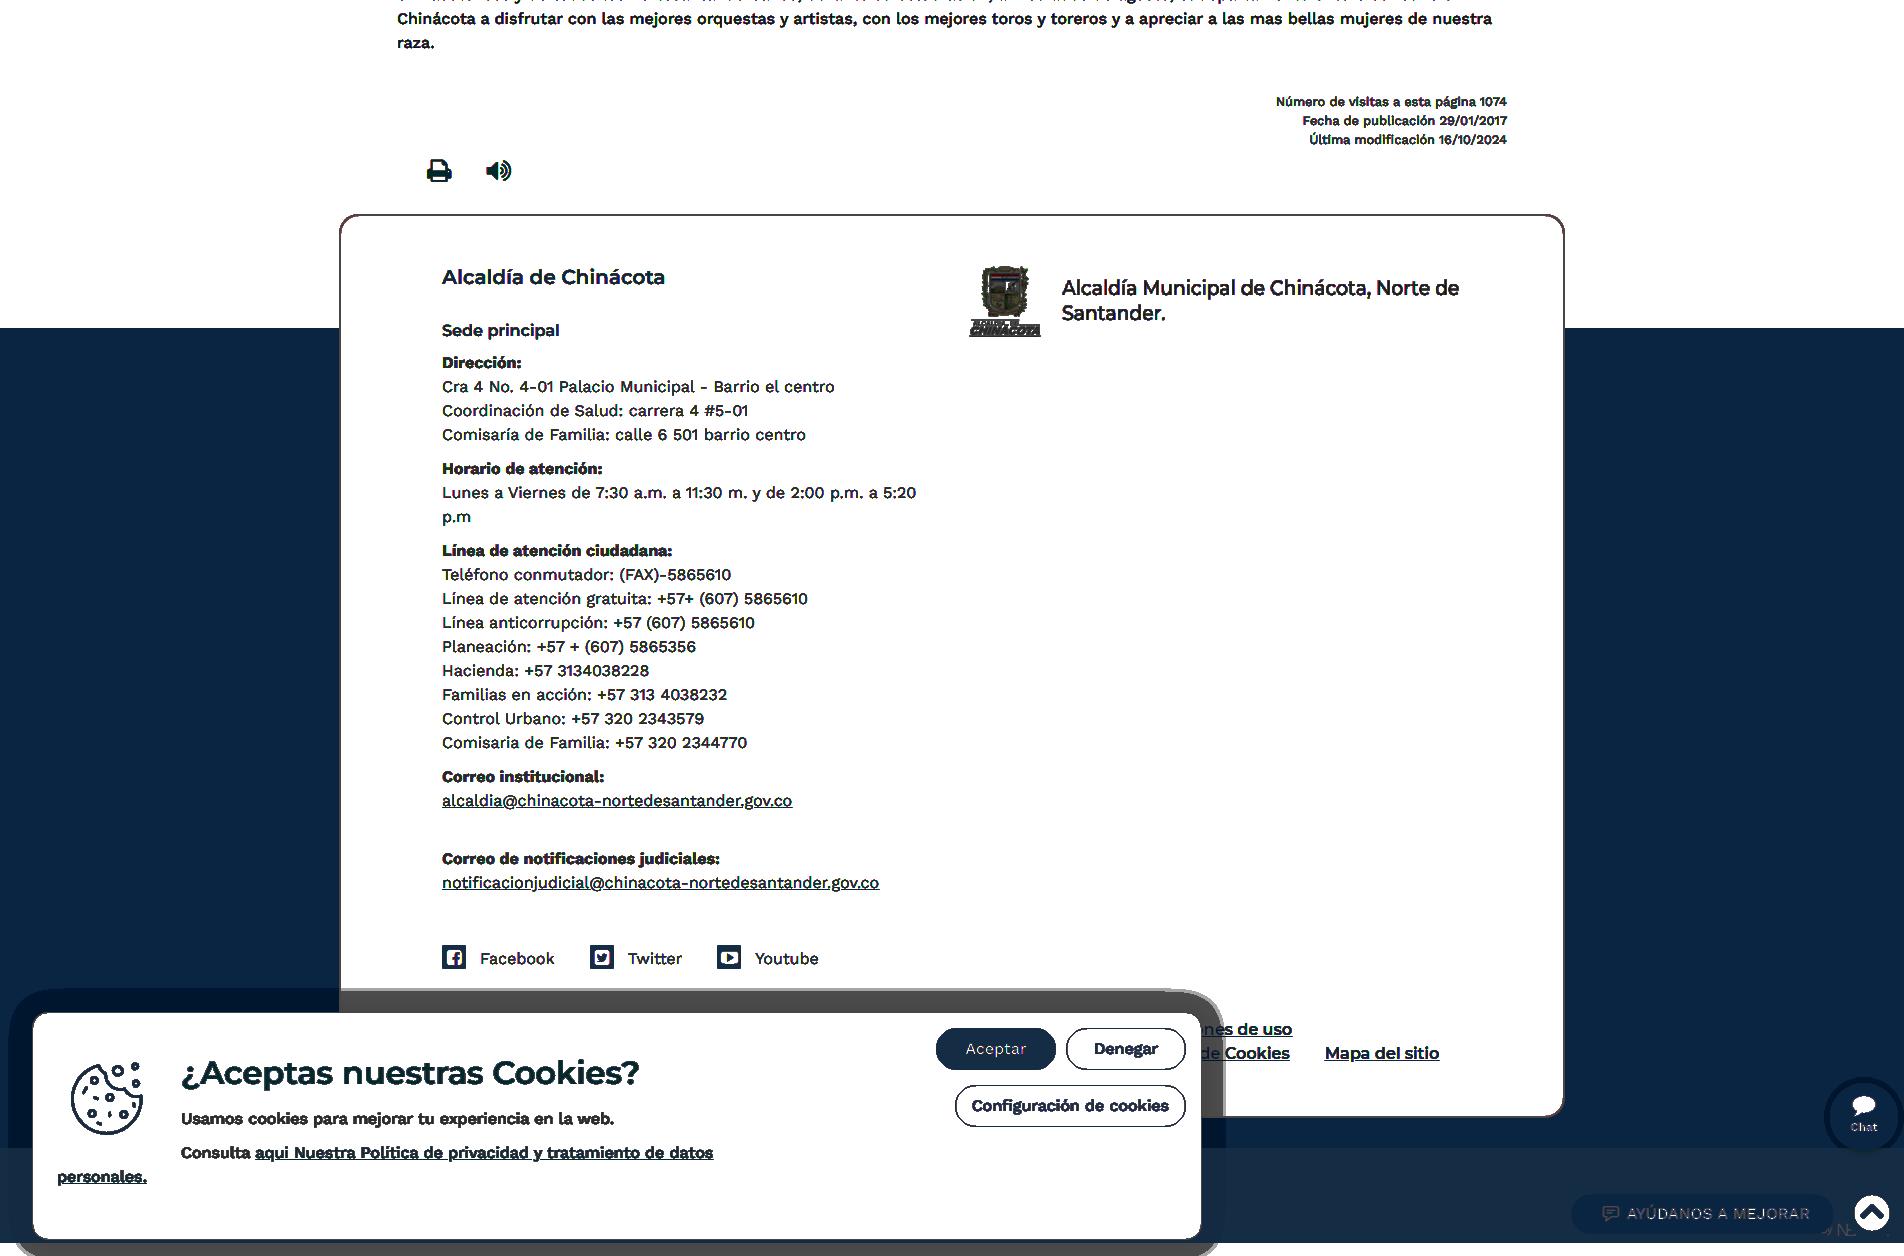 Chinácota a disfrutar con las mejores orquestas y artistas, con los mejores toros y toreros y a apreciar a las mas bellas mujeres de nuestra
raza.
Número de visitas a esta página 1074
Fecha de publicación 29/01/2017
Última modificación 16/10/2024
Alcaldía de Chinácota
Sede principal
Dirección:
Cra 4 No. 4-01 Palacio Municipal - Barrio el centro
Coordinación de Salud: carrera 4 #5-01
Comisaría de Familia: calle 6 501 barrio centro
Horario de atención:
Lunes a Viernes de 7:30 a.m. a 11:30 m. y de 2:00 p.m. a 5:20
p.m
Línea de atención ciudadana:
Teléfono conmutador: (FAX)-5865610
Línea de atención gratuita: +57+ (607) 5865610
Línea anticorrupción: +57 (607) 5865610
Planeación: +57 + (607) 5865356
Hacienda: +57 3134038228
Familias en acción: +57 313 4038232
Control Urbano: +57 320 2343579
Comisaria de Familia: +57 320 2344770
Correo institucional:
alcaldia@chinacota-nortedesantander.gov.co
Correo de notificaciones judiciales:
notificacionjudicial@chinacota-nortedesantander.gov.co
Facebook Twitter Youtube
CHINACOTA
Alcaldía Municipal de Chinácota, Norte de
Santander.
nes de uso
de Cookies Mapa del sitio
¿Aceptas nuestras Cookies?
Usamos cookies para mejorar tu experiencia en la web.
Consulta aqui Nuestra Política de privacidad y tratamiento de datos
personales.
Aceptar Denegar
Configuración de cookies
Chat
AYÚDANOS A MEJORAR